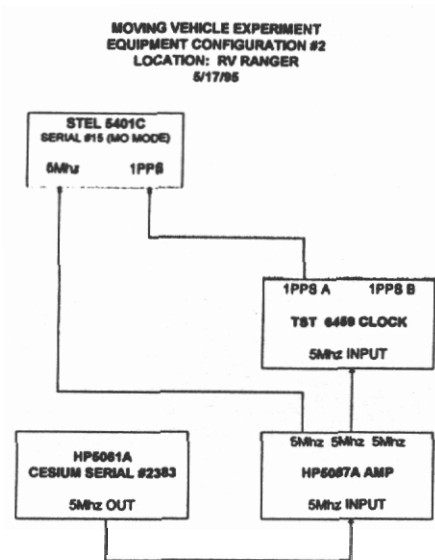 MOVING VEHICLE EXPERIMENT
EQUIPMENT CONFIGURATION #2
LOCATION: RV RANGER
5/17/95
STEL 5401C
SERIAL #15 (MO MODE)
5Mhz 1PPS
1PPS A 1PPS B
TST 6459 CLOCK
5Mhz INPUT
5Mhz 5Mhz 5Mhz
HP5087A AMP
5Mhz INPUT
HP5061A
CESIUM SERIAL #2383
5Mhz OUT